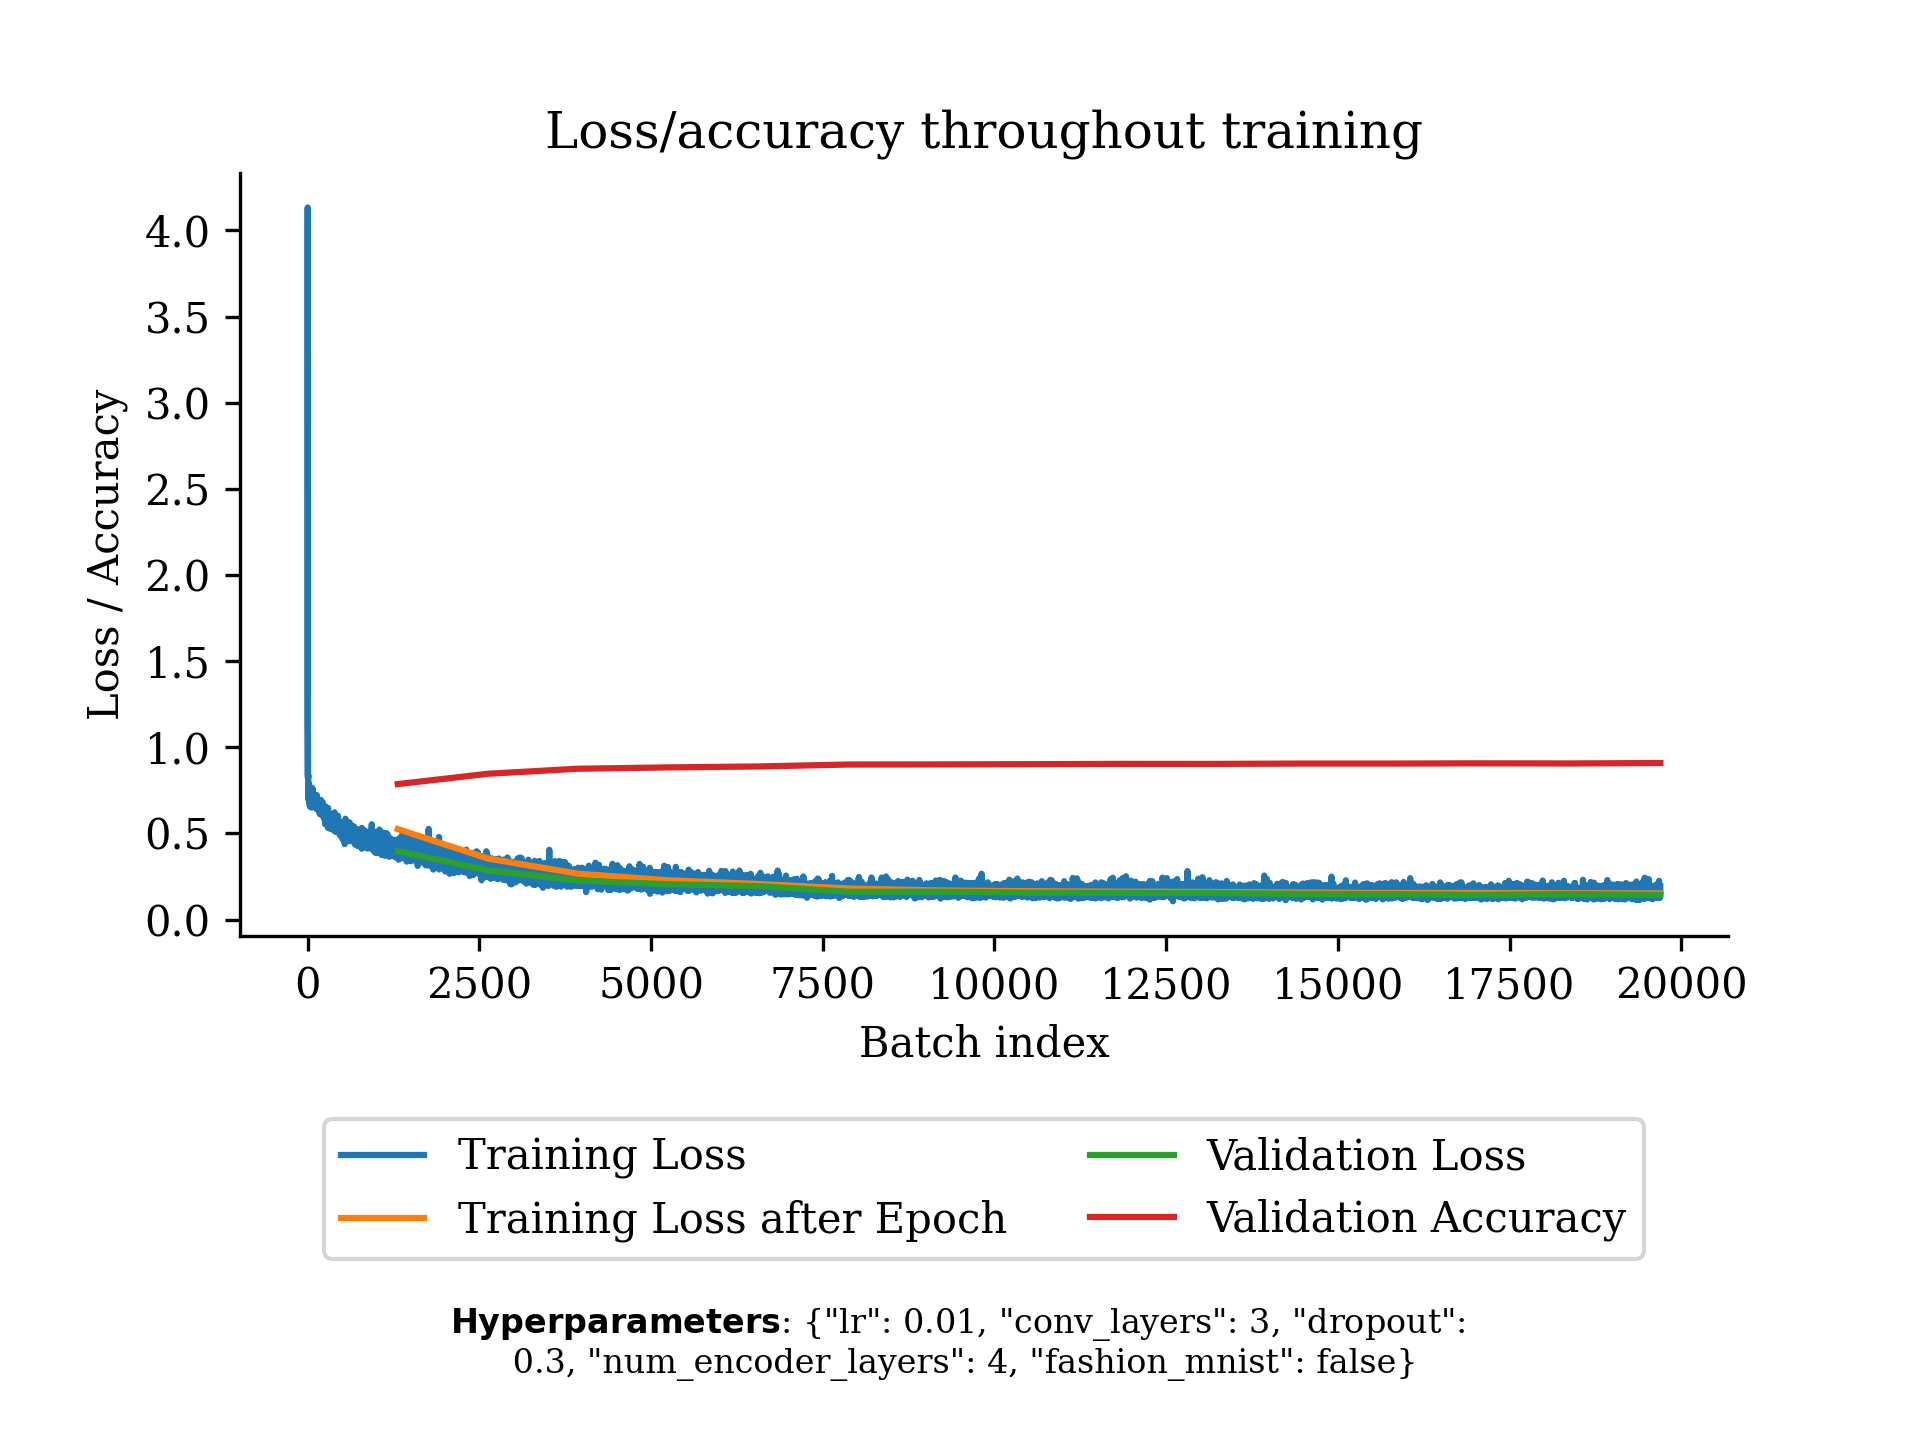 Loss/accuracy throughout training
Loss / Accuracy
4.0
3.5
3.0
2.5
2.0
1.5
1.0
0.5
0.0
0 2500 5000 7500 10000 12500 15000 17500 20000
Batch index
Training Loss
Training Loss after Epoch
Validation Loss
Validation Accuracy
Hyperparameters: {"lr": 0.01, "conv_layers": 3, "dropout":
0.3, "num_encoder_layers": 4, "fashion_mnist": false}